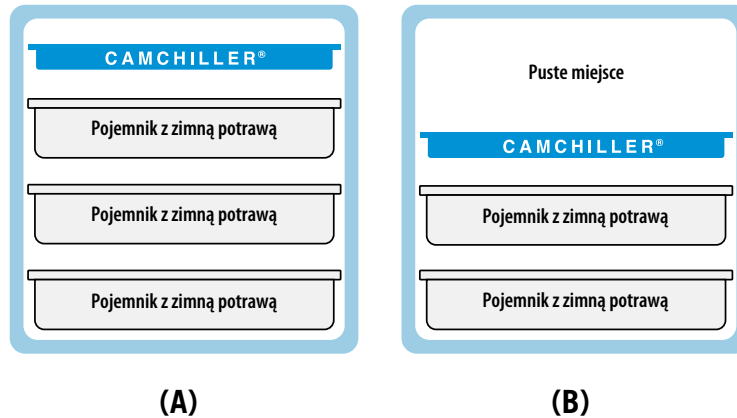 CAMCHILLER®
Pojemnik z zimną potrawą
Pojemnik z zimną potrawą
Pojemnik z zimną potrawą
(A)
Puste miejsce
CAMCHILLER®
Pojemnik z zimną potrawą
Pojemnik z zimną potrawą
(B)